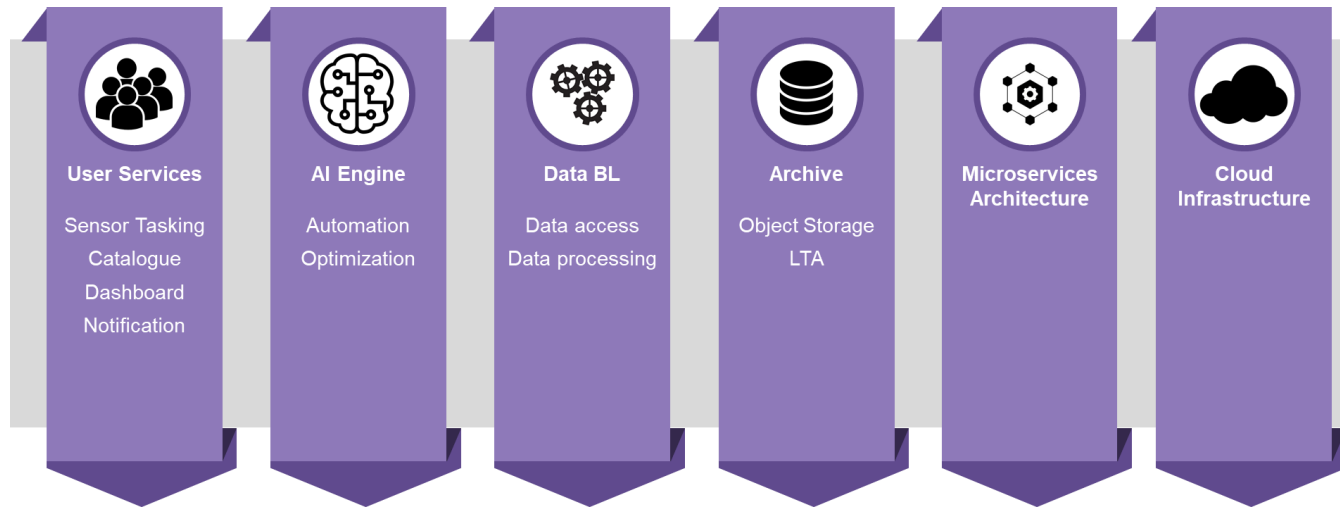 User Services
Sensor Tasking
Catalogue
Dashboard
Notification
AI Engine
Automation
Optimization
Data BL
Data access
Data processing
Archive
Object Storage
LTA
Microservices
Architecture
Cloud
Infrastructure